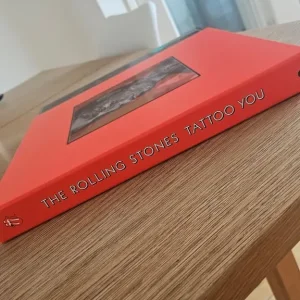 THE ROLLING STONES TATTOO YOU